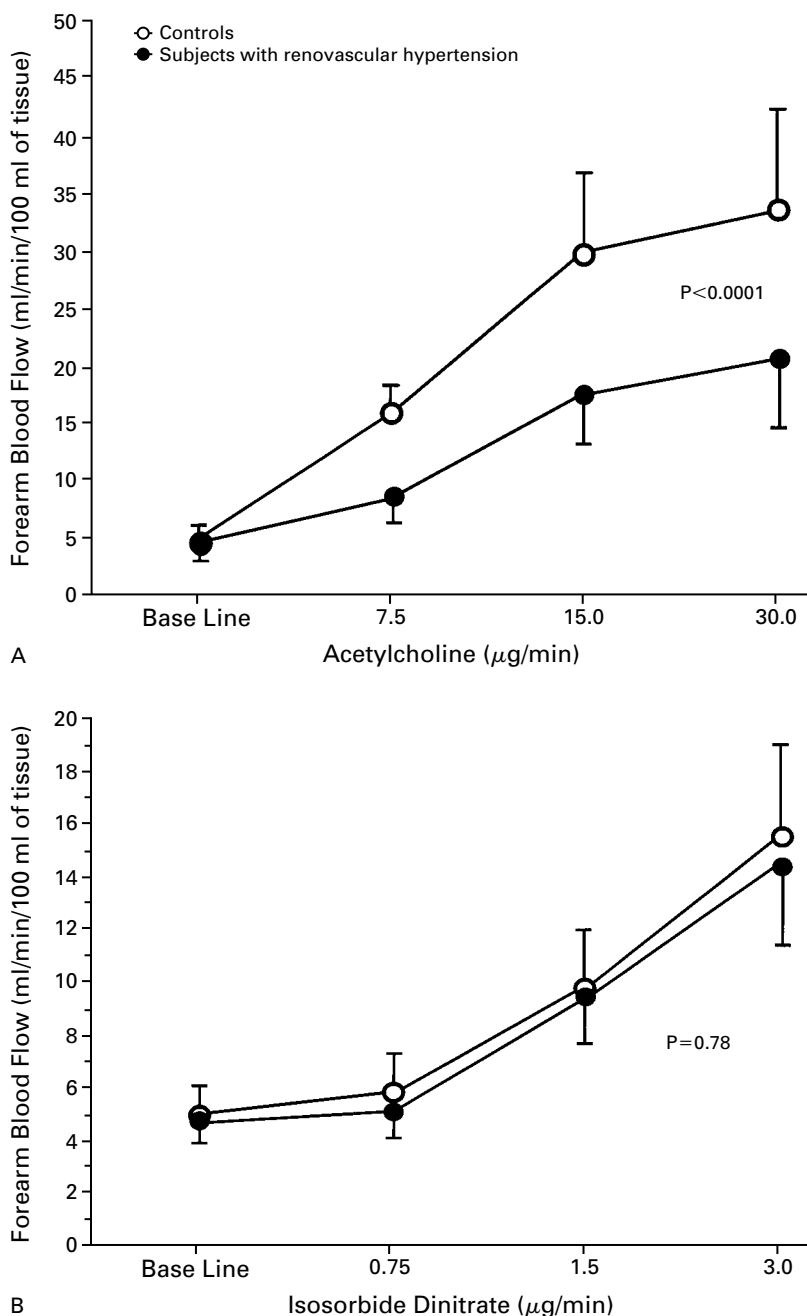 50
45
40
35
30
25
20
15
10
5
0
Forearm Blood Flow (ml/min/100 ml of tissue)
Controls
Subjects with renovascular hypertension
P<0.0001
Base Line 7.5 15.0 30.0
A Acetylcholine (μg/min)
20
18
16
14
12
10
8
6
4
2
0
Forearm Blood Flow (ml/min/100 ml of tissue)
P=0.78
Base Line 0.75 1.5 3.0
B Isosorbide Dinitrate (μg/min)